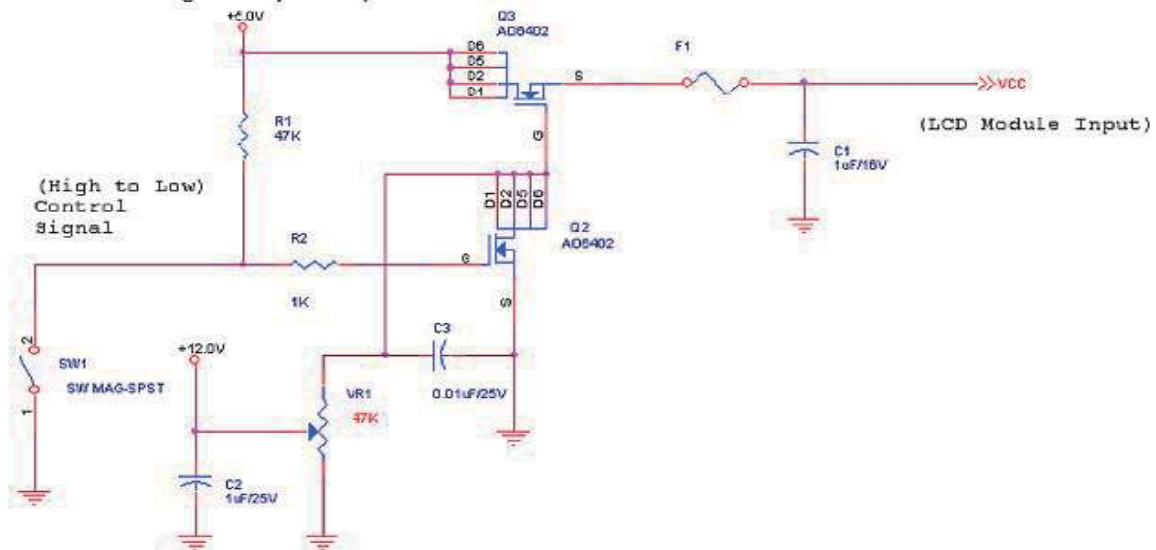 +5.0V
Q3
AO6402
D6
D5
D2
D1
S
G
F1
VCC
(LCD Module Input)
C1
1uF/16V
R1
47K
(High to Low)
Control
Signal
D1
D2
D5
D6
Q2
AO6402
R2
1K
G
S
2
SW1
SW MAG-SPST
1
+12.0V
C3
0.01uF/25V
VR1
47K
C2
1uF/25V